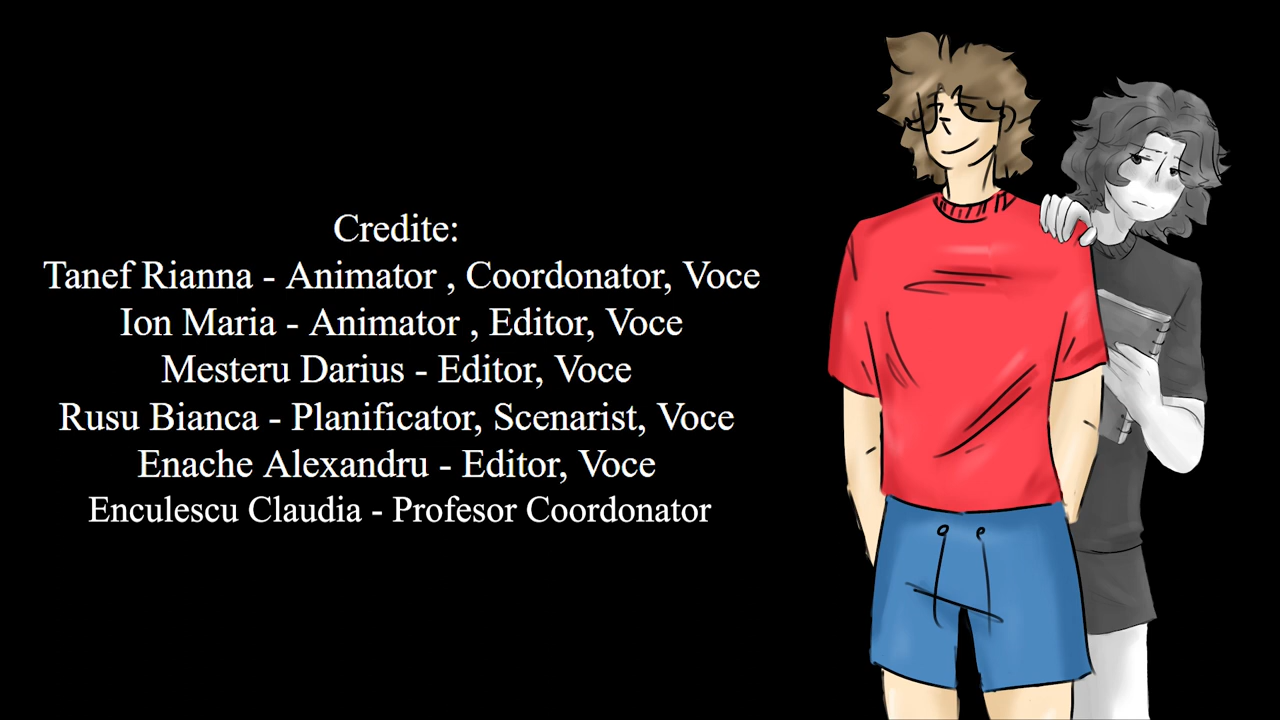 Credite:
Tanef Rianna - Animator , Coordonator, Voce
Ion Maria - Animator , Editor, Voce
Mesteru Darius - Editor, Voce
Rusu Bianca - Planificator, Scenarist, Voce
Enache Alexandru - Editor, Voce
Enculescu Claudia - Profesor Coordonator